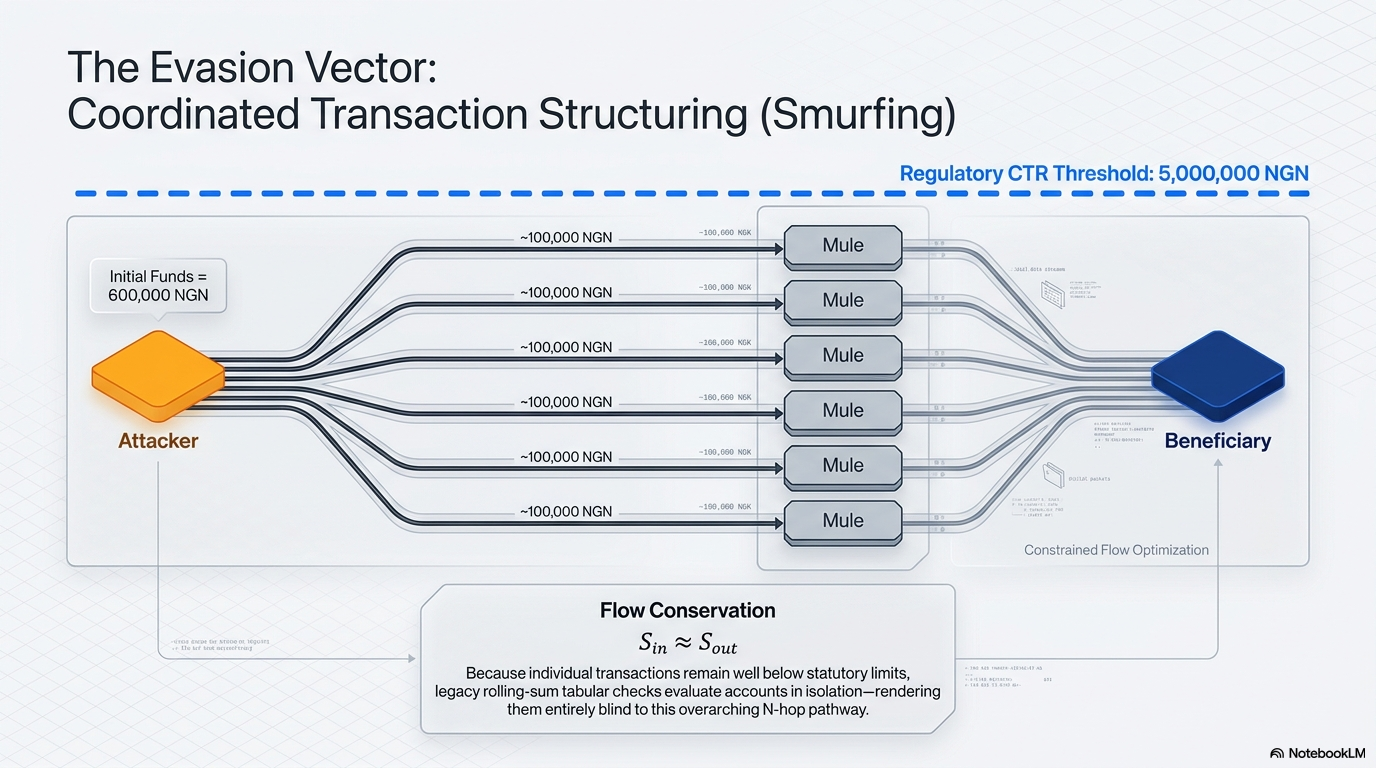 The Evasion Vector:
Coordinated Transaction Structuring (Smurfing)
Regulatory CTR Threshold: 5,000,000 NGN
Initial Funds =
600,000 NGN
Attacker
~100,000 NGN
~100,000 NGN
~100,000 NGN
~100,000 NGN
~100,000 NGN
~100,000 NGN
Mule
Mule
Mule
Mule
Mule
Mule
Beneficiary
Constrained Flow Optimization
Flow Conservation
S_in ≈ S_out
Because individual transactions remain well below statutory limits,
legacy rolling-sum tabular checks evaluate accounts in isolation—rendering
them entirely blind to this overarching N-hop pathway.
NotebookLM